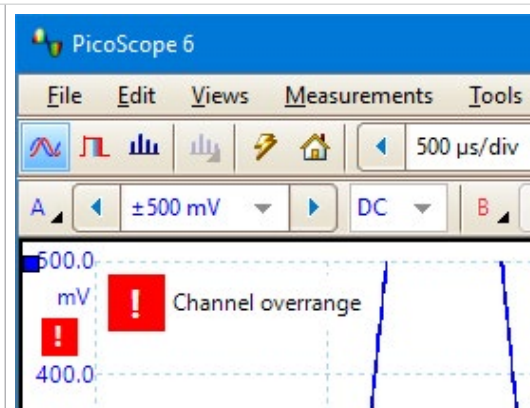 PicoScope 6
File Edit Views Measurements Tools
500 µs/div
A ±500 mV DC B
500.0
mV
! Channel overrange
!
400.0